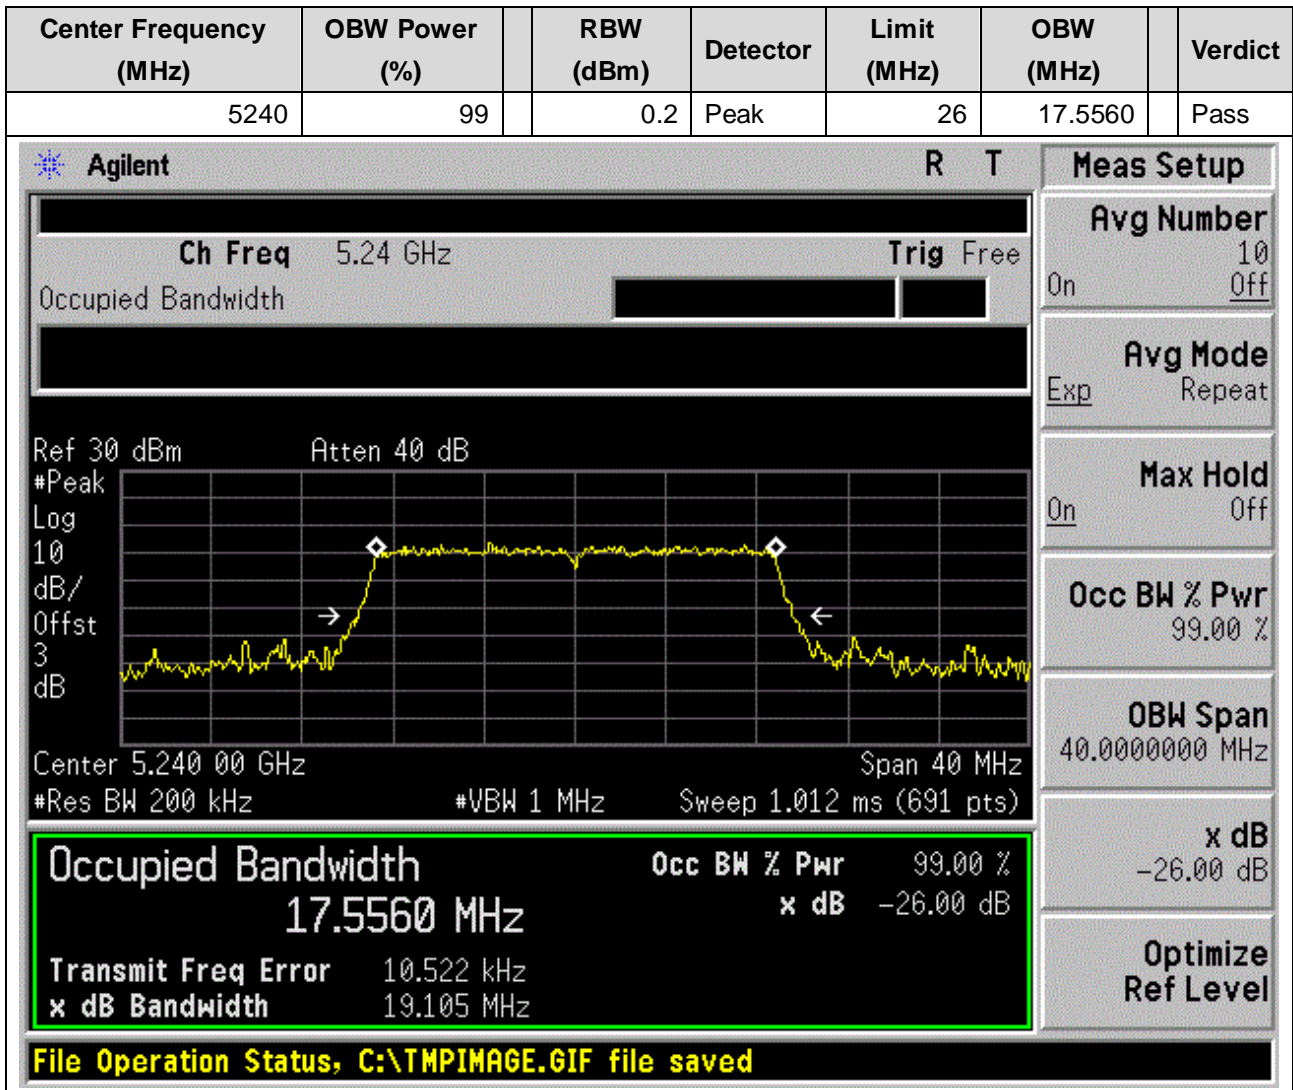 Center Frequency (MHz) OBW Power (%) RBW (dBm) Detector Limit (MHz) OBW (MHz) Verdict
5240 99 0.2 Peak 26 17.5560 Pass
Agilent R T Meas Setup
Ch Freq 5.24 GHz Trig Free
Occupied Bandwidth
Avg Number
10
On Off
Avg Mode
Exp Repeat
Max Hold
On Off
Occ BW % Pwr
99.00 %
OBW Span
40.0000000 MHz
x dB
-26.00 dB
Optimize
Ref Level
Ref 30 dBm Atten 40 dB
#Peak
Log
10
dB/
Offst
3
dB
Center 5.240 00 GHz Span 40 MHz
#Res BW 200 kHz #VBW 1 MHz Sweep 1.012 ms (691 pts)
Occupied Bandwidth Occ BW % Pwr 99.00 %
17.5560 MHz x dB -26.00 dB
Transmit Freq Error 10.522 kHz
x dB Bandwidth 19.105 MHz
File Operation Status, C:\TMPIMAGE.GIF file saved